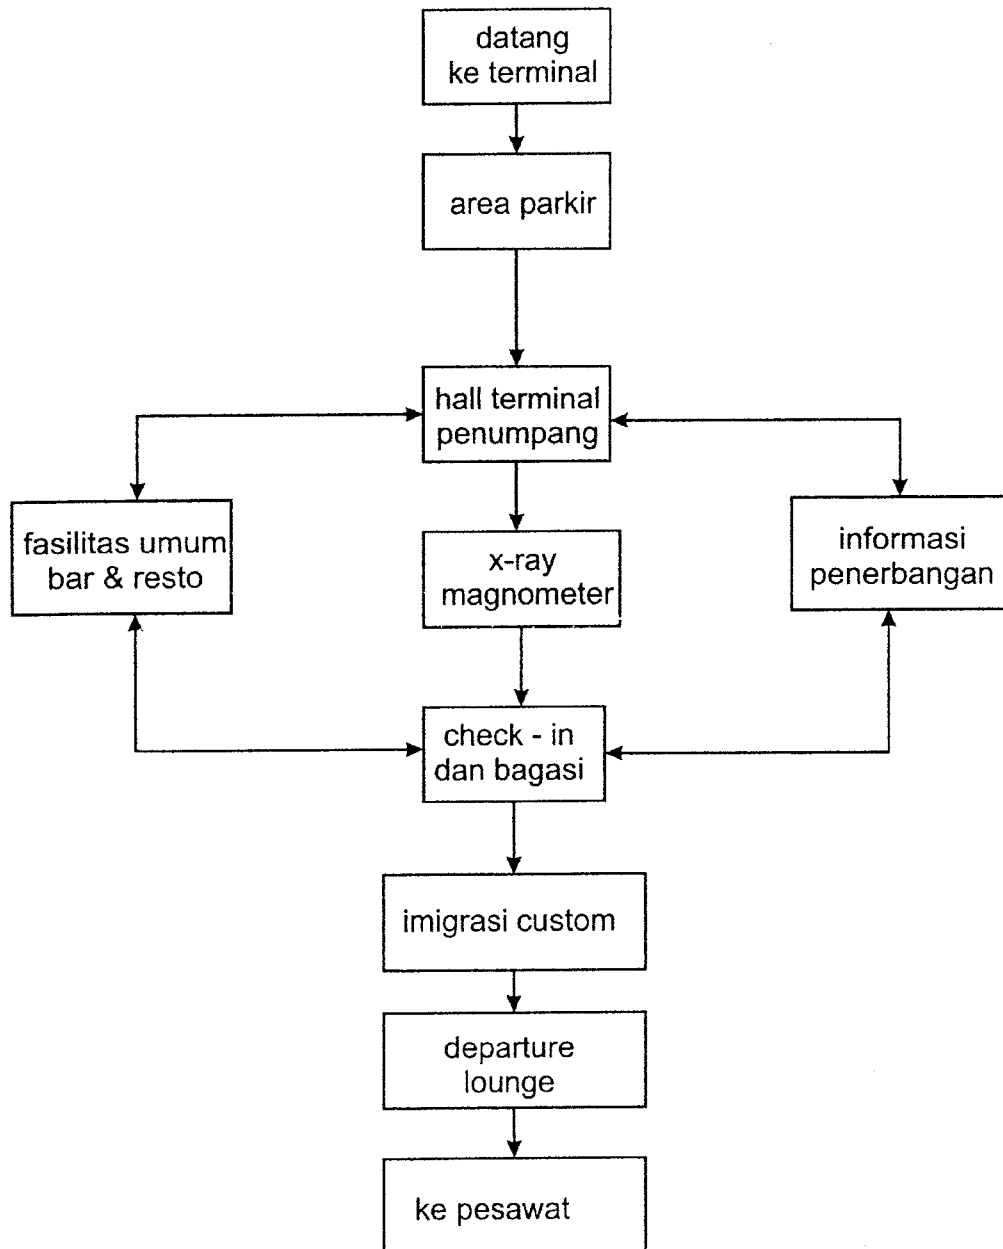 datang
ke terminal
area parkir
hall terminal
penumpang
fasilitas umum
bar & resto
x-ray
magnometer
informasi
penerbangan
check - in
dan bagasi
imigrasi custom
departure
lounge
ke pesawat